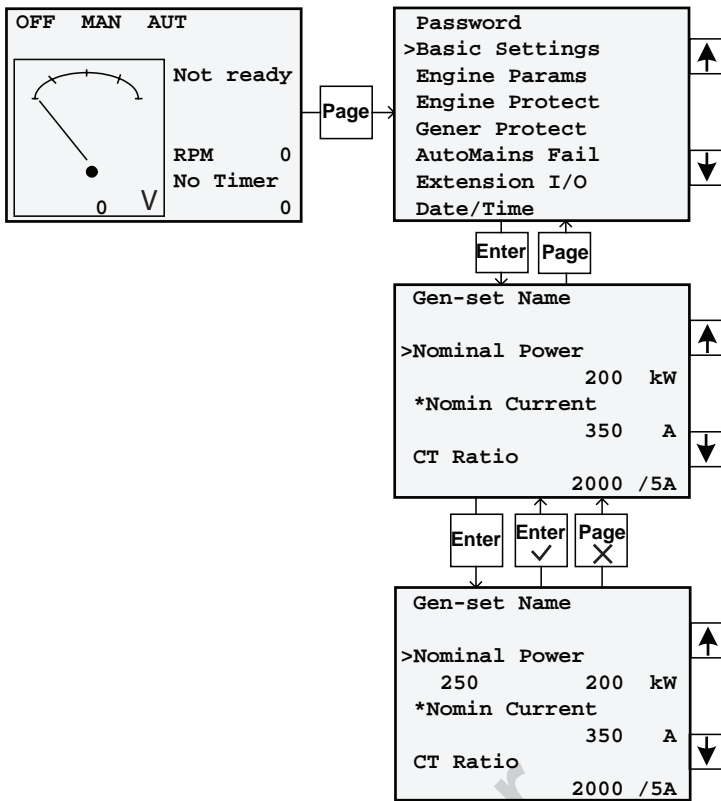 OFF MAN AUT
Not ready
RPM 0
No Timer
0 V 0
Page
Password
>Basic Settings
Engine Params
Engine Protect
Gener Protect
AutoMains Fail
Extension I/O
Date/Time
Enter Page
Gen-set Name
>Nominal Power
200 kW
*Nomin Current
350 A
CT Ratio
2000 /5A
Enter Enter Page
Gen-set Name
>Nominal Power
250 200 kW
*Nomin Current
350 A
CT Ratio
2000 /5A